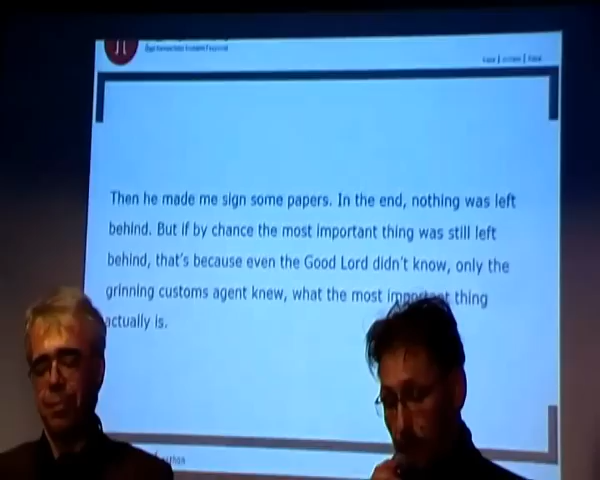 Then he made me sign some papers. In the end, nothing was left
behind. But if by chance the most important thing was still left
behind, that's because even the Good Lord didn't know, only the
grinning customs agent knew, what the most important thing
actually is.